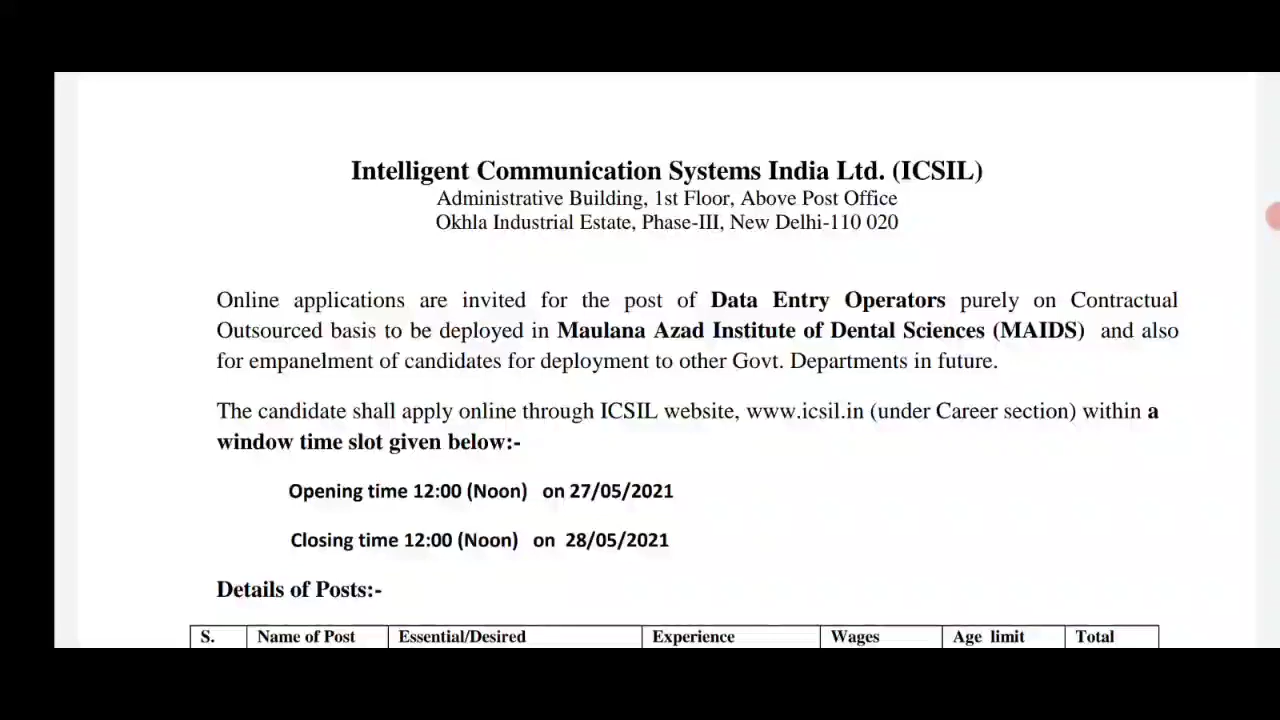 Intelligent Communication Systems India Ltd. (ICSIL)
Administrative Building, 1st Floor, Above Post Office
Okhla Industrial Estate, Phase-III, New Delhi-110 020
Online applications are invited for the post of Data Entry Operators purely on Contractual
Outsourced basis to be deployed in Maulana Azad Institute of Dental Sciences (MAIDS) and also
for empanelment of candidates for deployment to other Govt. Departments in future.
The candidate shall apply online through ICSIL website, www.icsil.in (under Career section) within a
window time slot given below:-
Opening time 12:00 (Noon) on 27/05/2021
Closing time 12:00 (Noon) on 28/05/2021
Details of Posts:-
S. Name of Post Essential/Desired Experience Wages Age limit Total